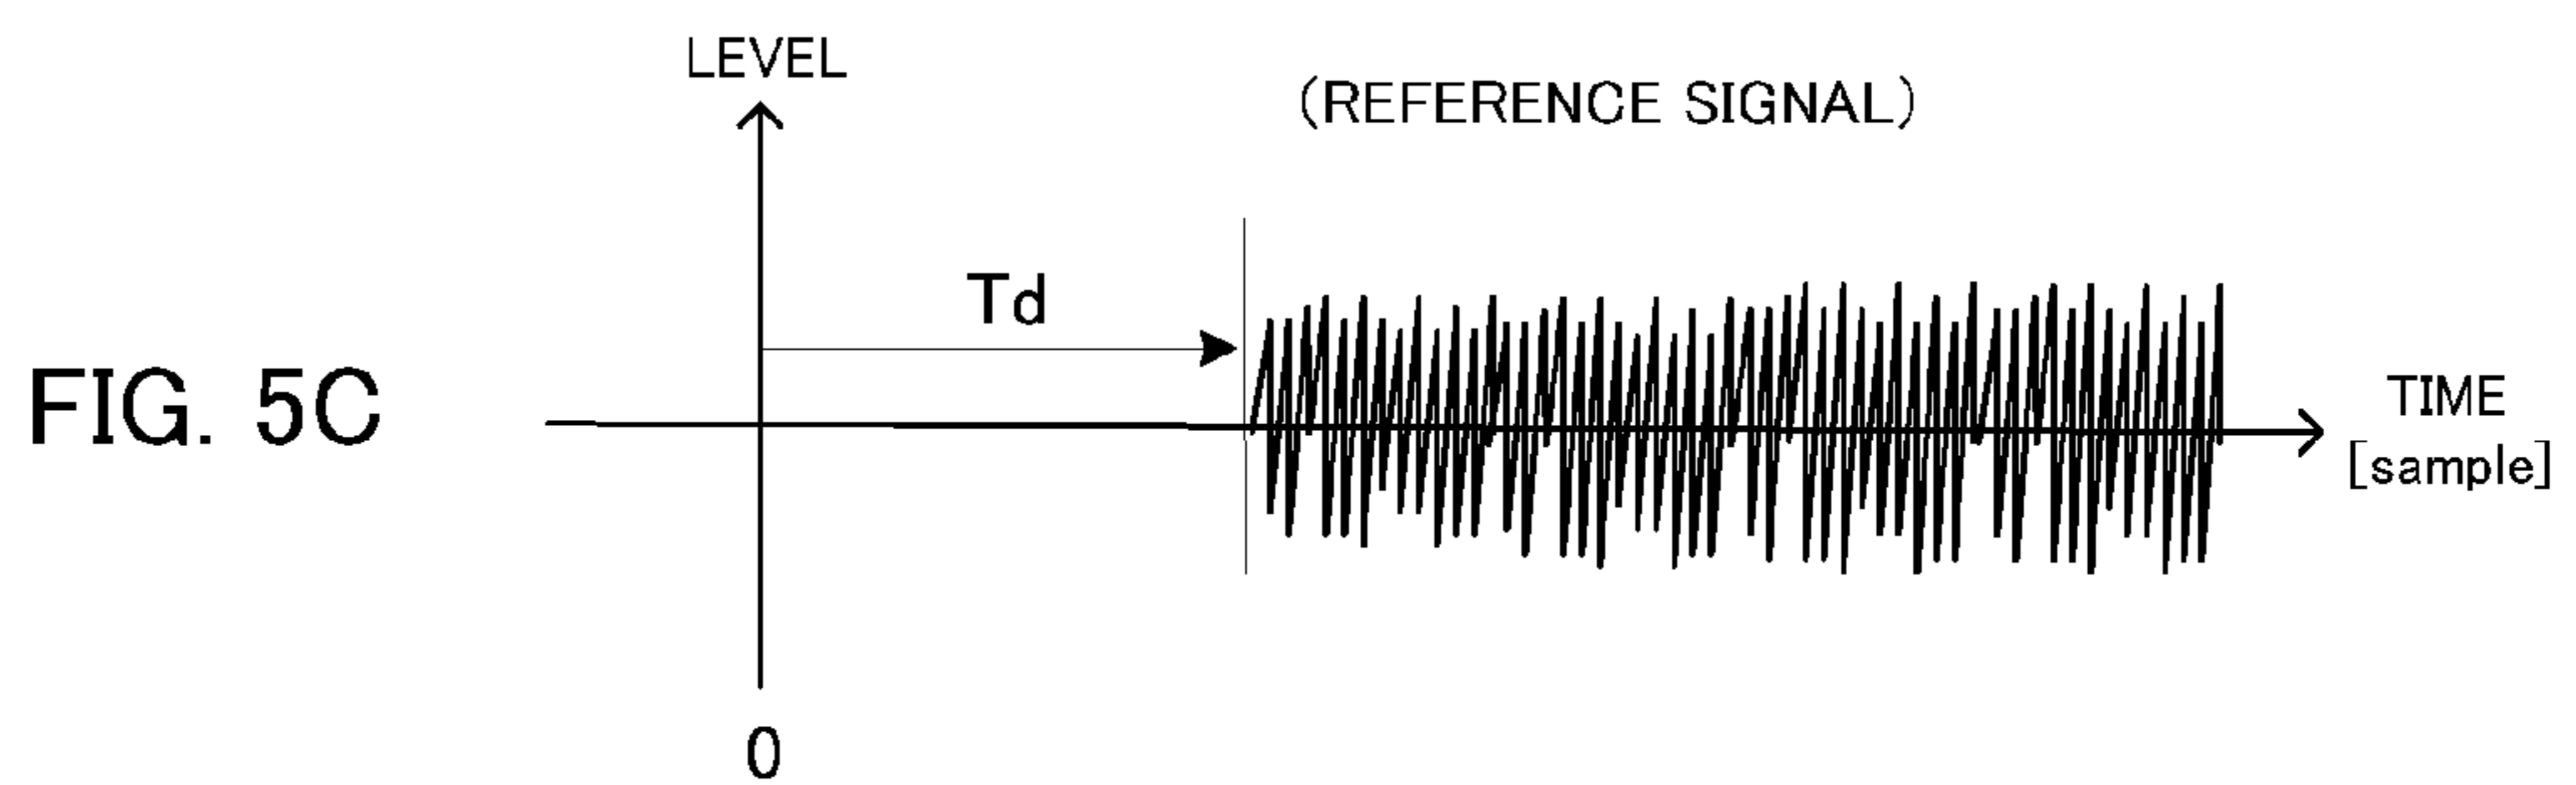 LEVEL
(REFERENCE SIGNAL)
Td
FIG. 5C
TIME
[sample]
0